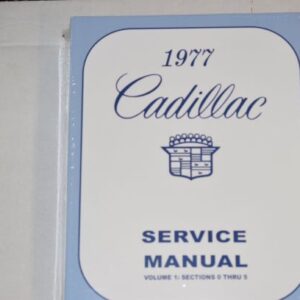 1977
Cadillac
SERVICE
MANUAL
VOLUME 1: SECTIONS 0 THRU 5